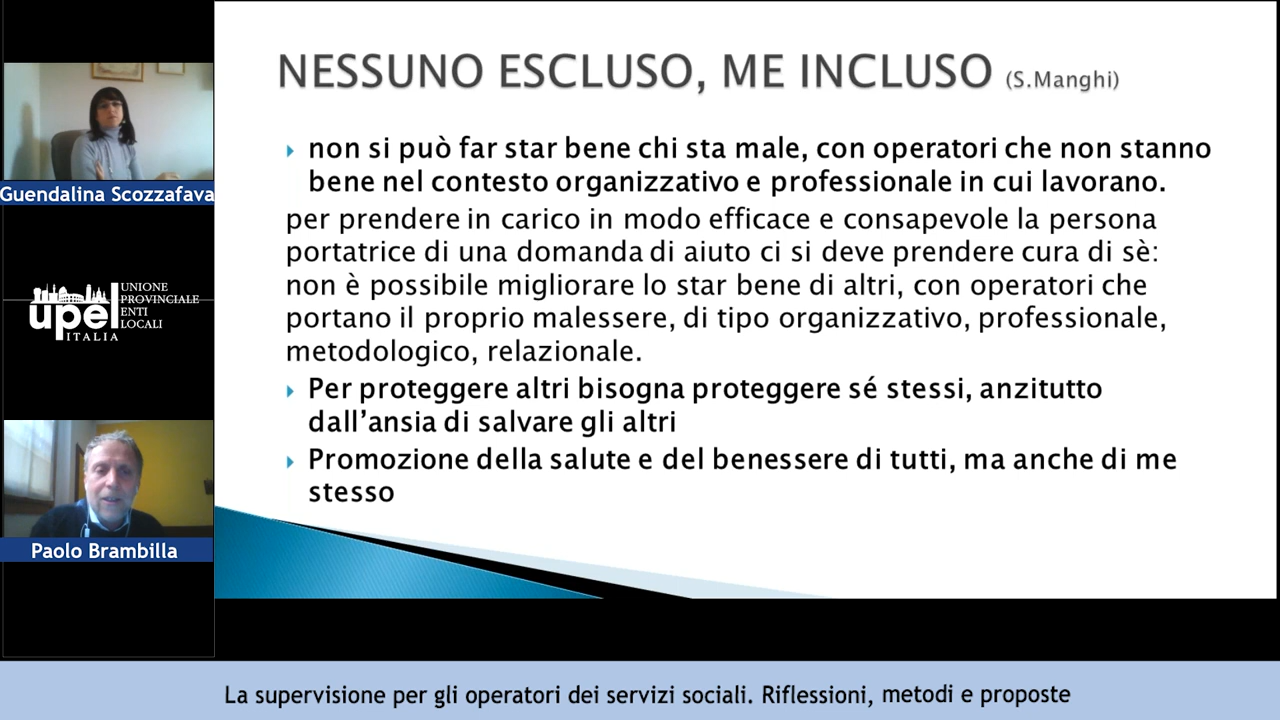 NESSUNO ESCLUSO, ME INCLUSO (S.Manghi)
non si può far star bene chi sta male, con operatori che non stanno
bene nel contesto organizzativo e professionale in cui lavorano.
per prendere in carico in modo efficace e consapevole la persona
portatrice di una domanda di aiuto ci si deve prendere cura di sè:
non è possibile migliorare lo star bene di altri, con operatori che
portano il proprio malessere, di tipo organizzativo, professionale,
metodologico, relazionale.
Per proteggere altri bisogna proteggere sé stessi, anzitutto
dall’ansia di salvare gli altri
Promozione della salute e del benessere di tutti, ma anche di me
stesso
Guendalina Scozzafava
upel
ITALIA
UNIONE
PROVINCIALE
ENTI
LOCALI
Paolo Brambilla
La supervisione per gli operatori dei servizi sociali. Riflessioni, metodi e proposte